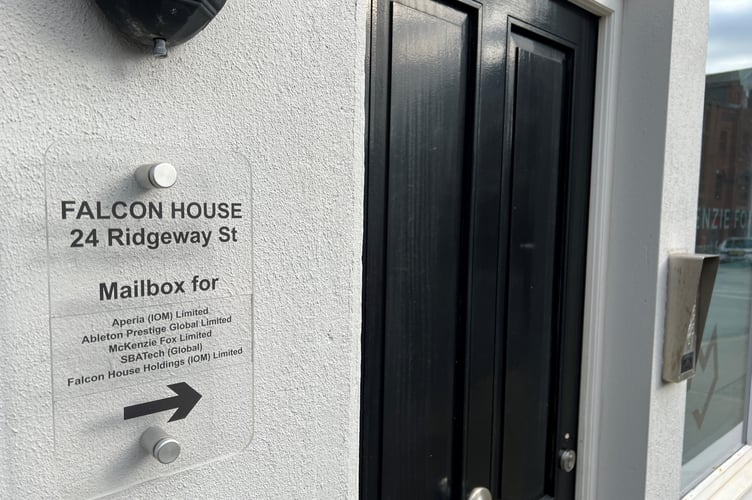 FALCON HOUSE
24 Ridgeway St
Mailbox for
Aperia (IOM) Limited
Ableton Prestige Global Limited
McKenzie Fox Limited
SBATech (Global)
Falcon House Holdings (IOM) Limited